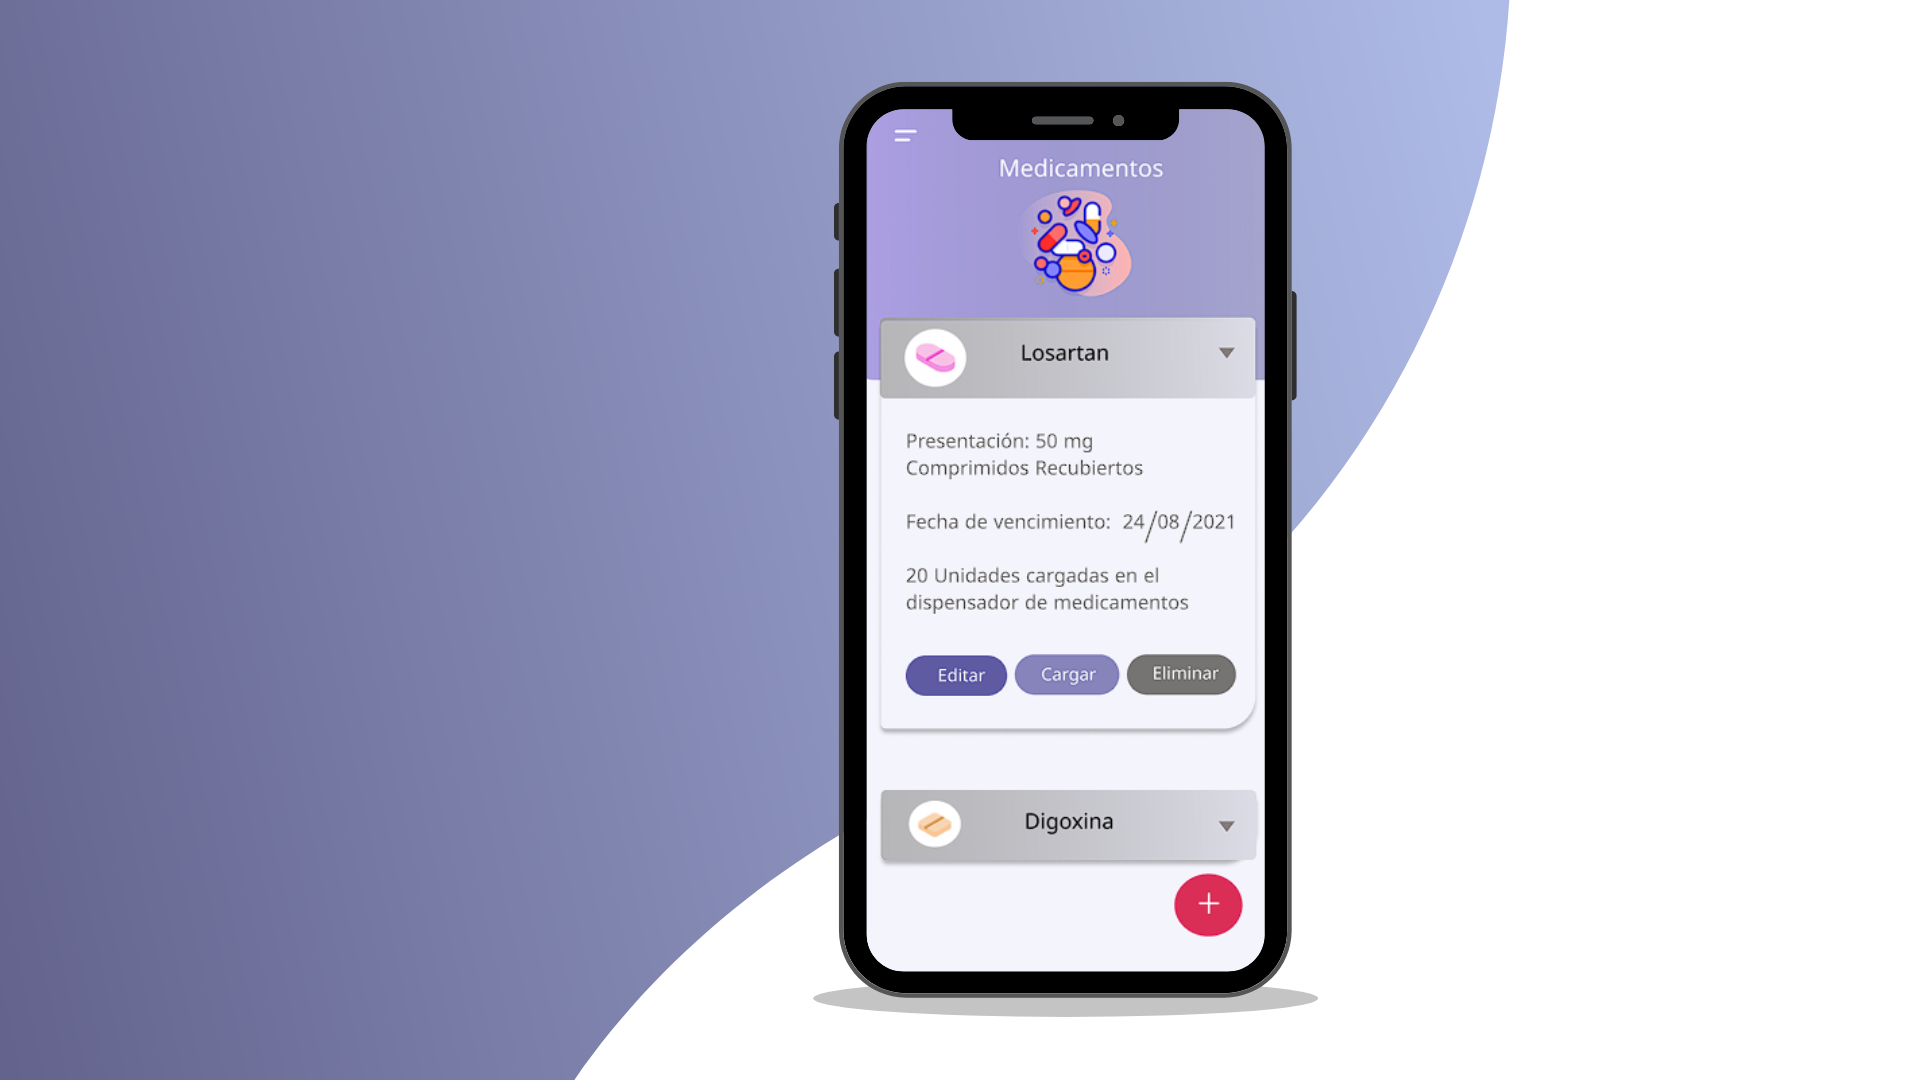 Medicamentos
Losartan
Presentación: 50 mg
Comprimidos Recubiertos
Fecha de vencimiento: 24/08/2021
20 Unidades cargadas en el
dispensador de medicamentos
Editar Cargar Eliminar
Digoxina
+